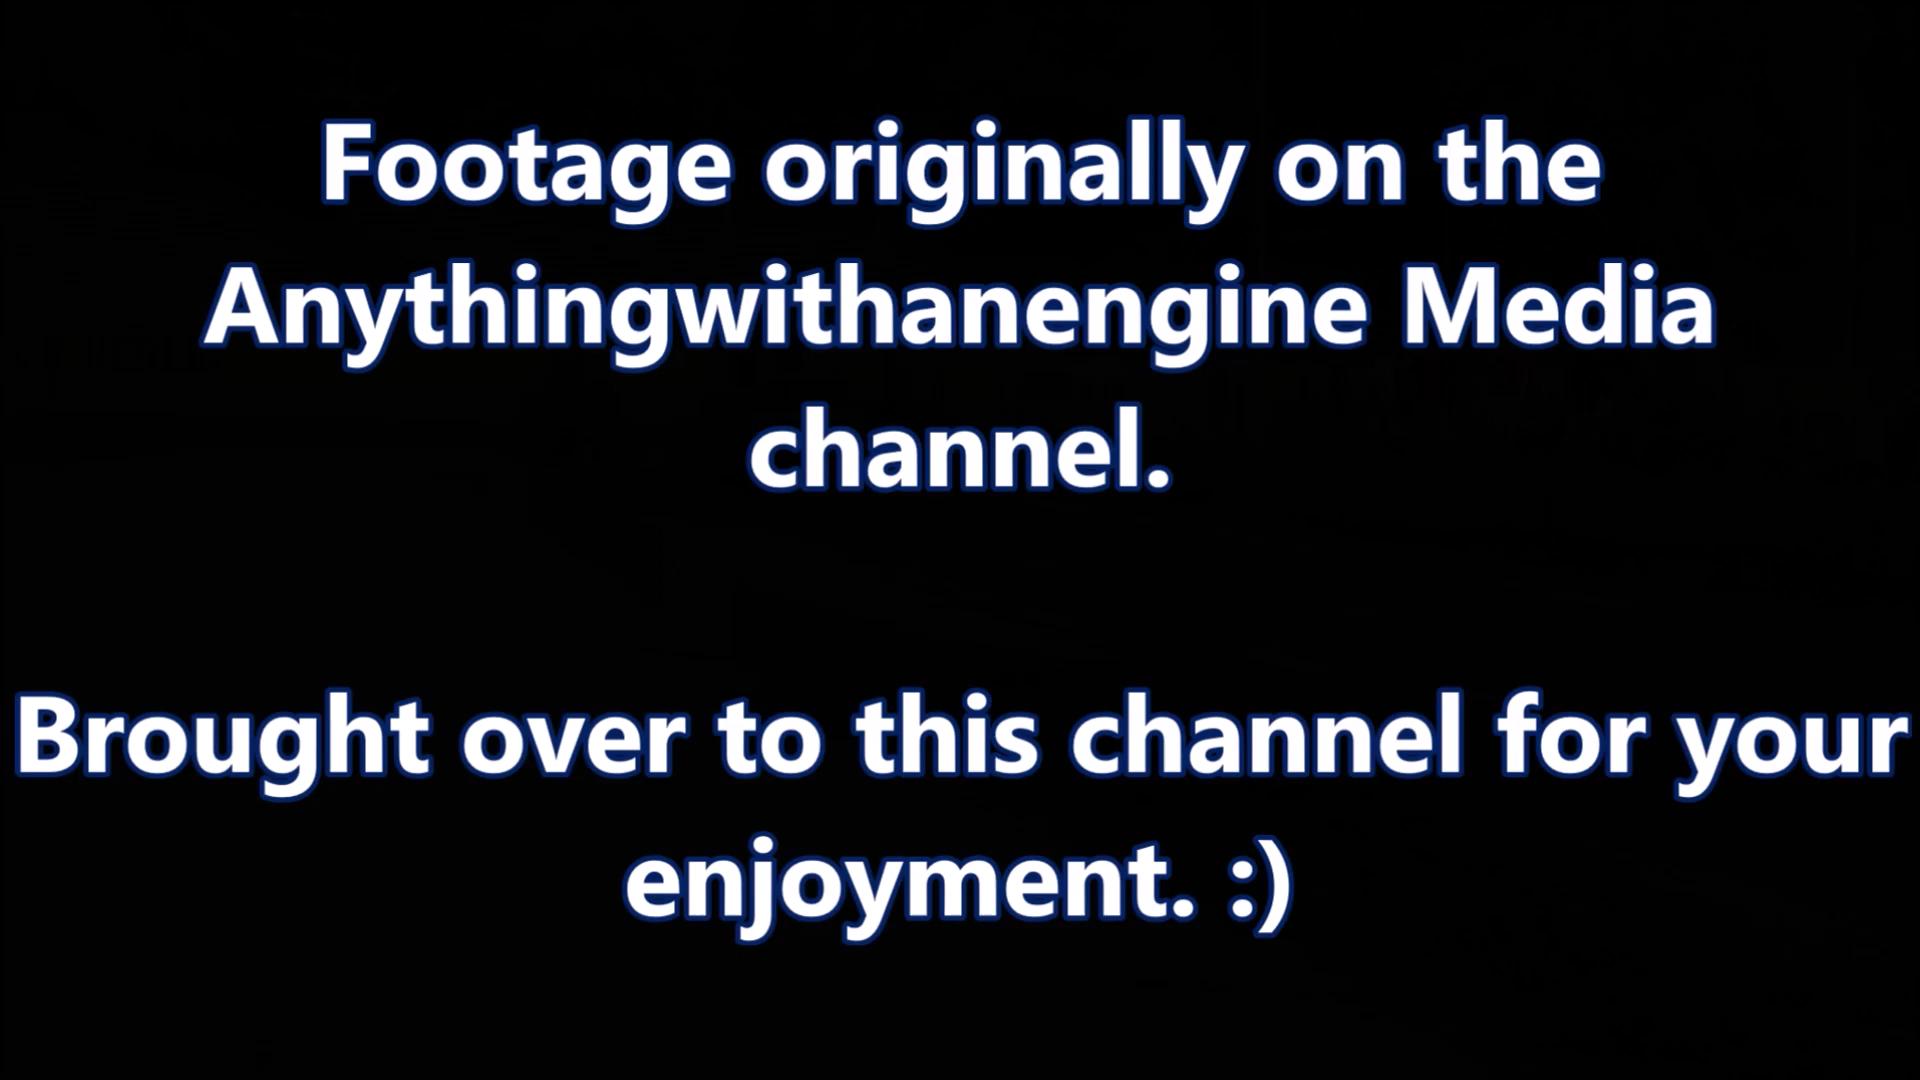 Footage originally on the
Anythingwithanengine Media
channel.
Brought over to this channel for your
enjoyment. :)